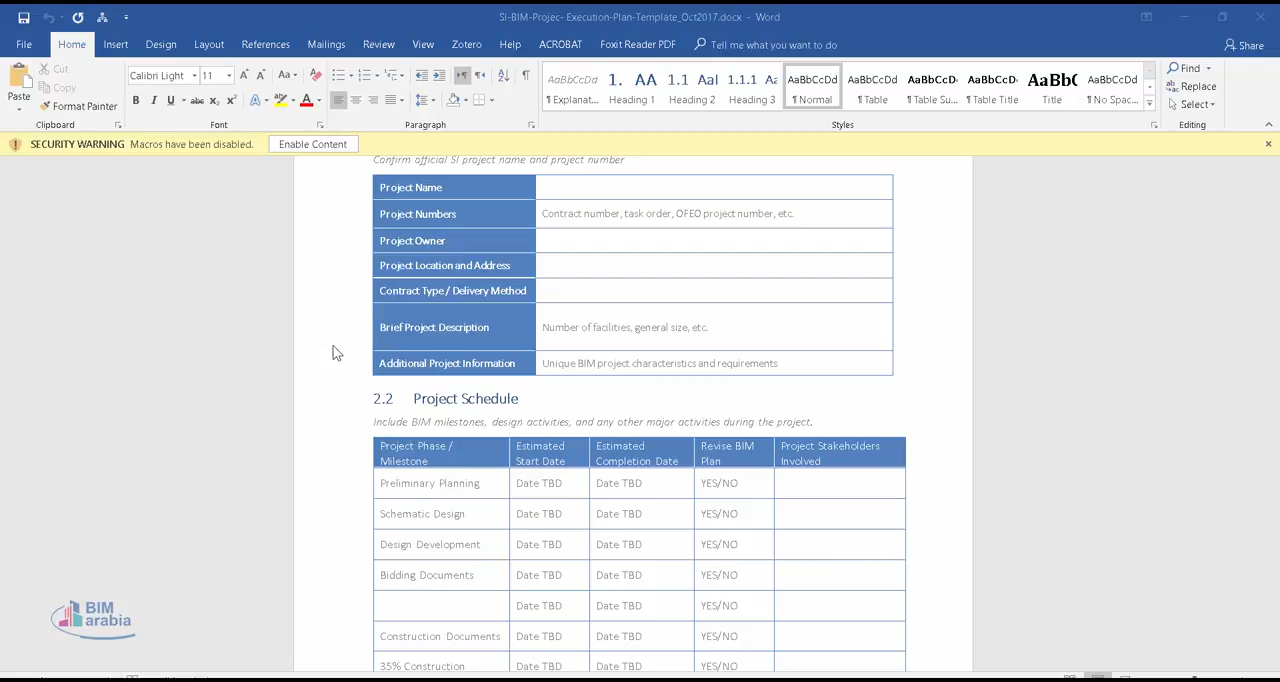 SI-BIM-Projec- Execution-Plan-Template_Oct2017.docx - Word
File Home Insert Design Layout References Mailings Review View Zotero Help ACROBAT Foxit Reader PDF Tell me what you want to do Share
Paste
Cut
Copy
Format Painter
Clipboard
Calibri Light 11
Font
Paragraph
AaBbCcDd 1. AA 1.1 AaI 1.1.1 Aa AaBbCcDd AaBbCcDd AaBbCcD AaBbCcD. AaBb( AaBbCcDd
¶ Explanat... Heading 1 Heading 2 Heading 3 ¶ Normal ¶ Table ¶ Table Su... ¶ Table Title Title ¶ No Spac...
Styles
Find
Replace
Select
Editing
SECURITY WARNING Macros have been disabled. Enable Content
Confirm official SI project name and project number
Project Name
Project Numbers Contract number, task order, OFEO project number, etc.
Project Owner
Project Location and Address
Contract Type / Delivery Method
Brief Project Description Number of facilities, general size, etc.
Additional Project Information Unique BIM project characteristics and requirements
2.2 Project Schedule
Include BIM milestones, design activities, and any other major activities during the project.
Project Phase / Estimated Estimated Revise BIM Project Stakeholders
Milestone Start Date Completion Date Plan Involved
Preliminary Planning Date TBD Date TBD YES/NO
Schematic Design Date TBD Date TBD YES/NO
Design Development Date TBD Date TBD YES/NO
Bidding Documents Date TBD Date TBD YES/NO
Date TBD Date TBD YES/NO
Construction Documents Date TBD Date TBD YES/NO
35% Construction Date TBD Date TBD YES/NO
BIM
arabia